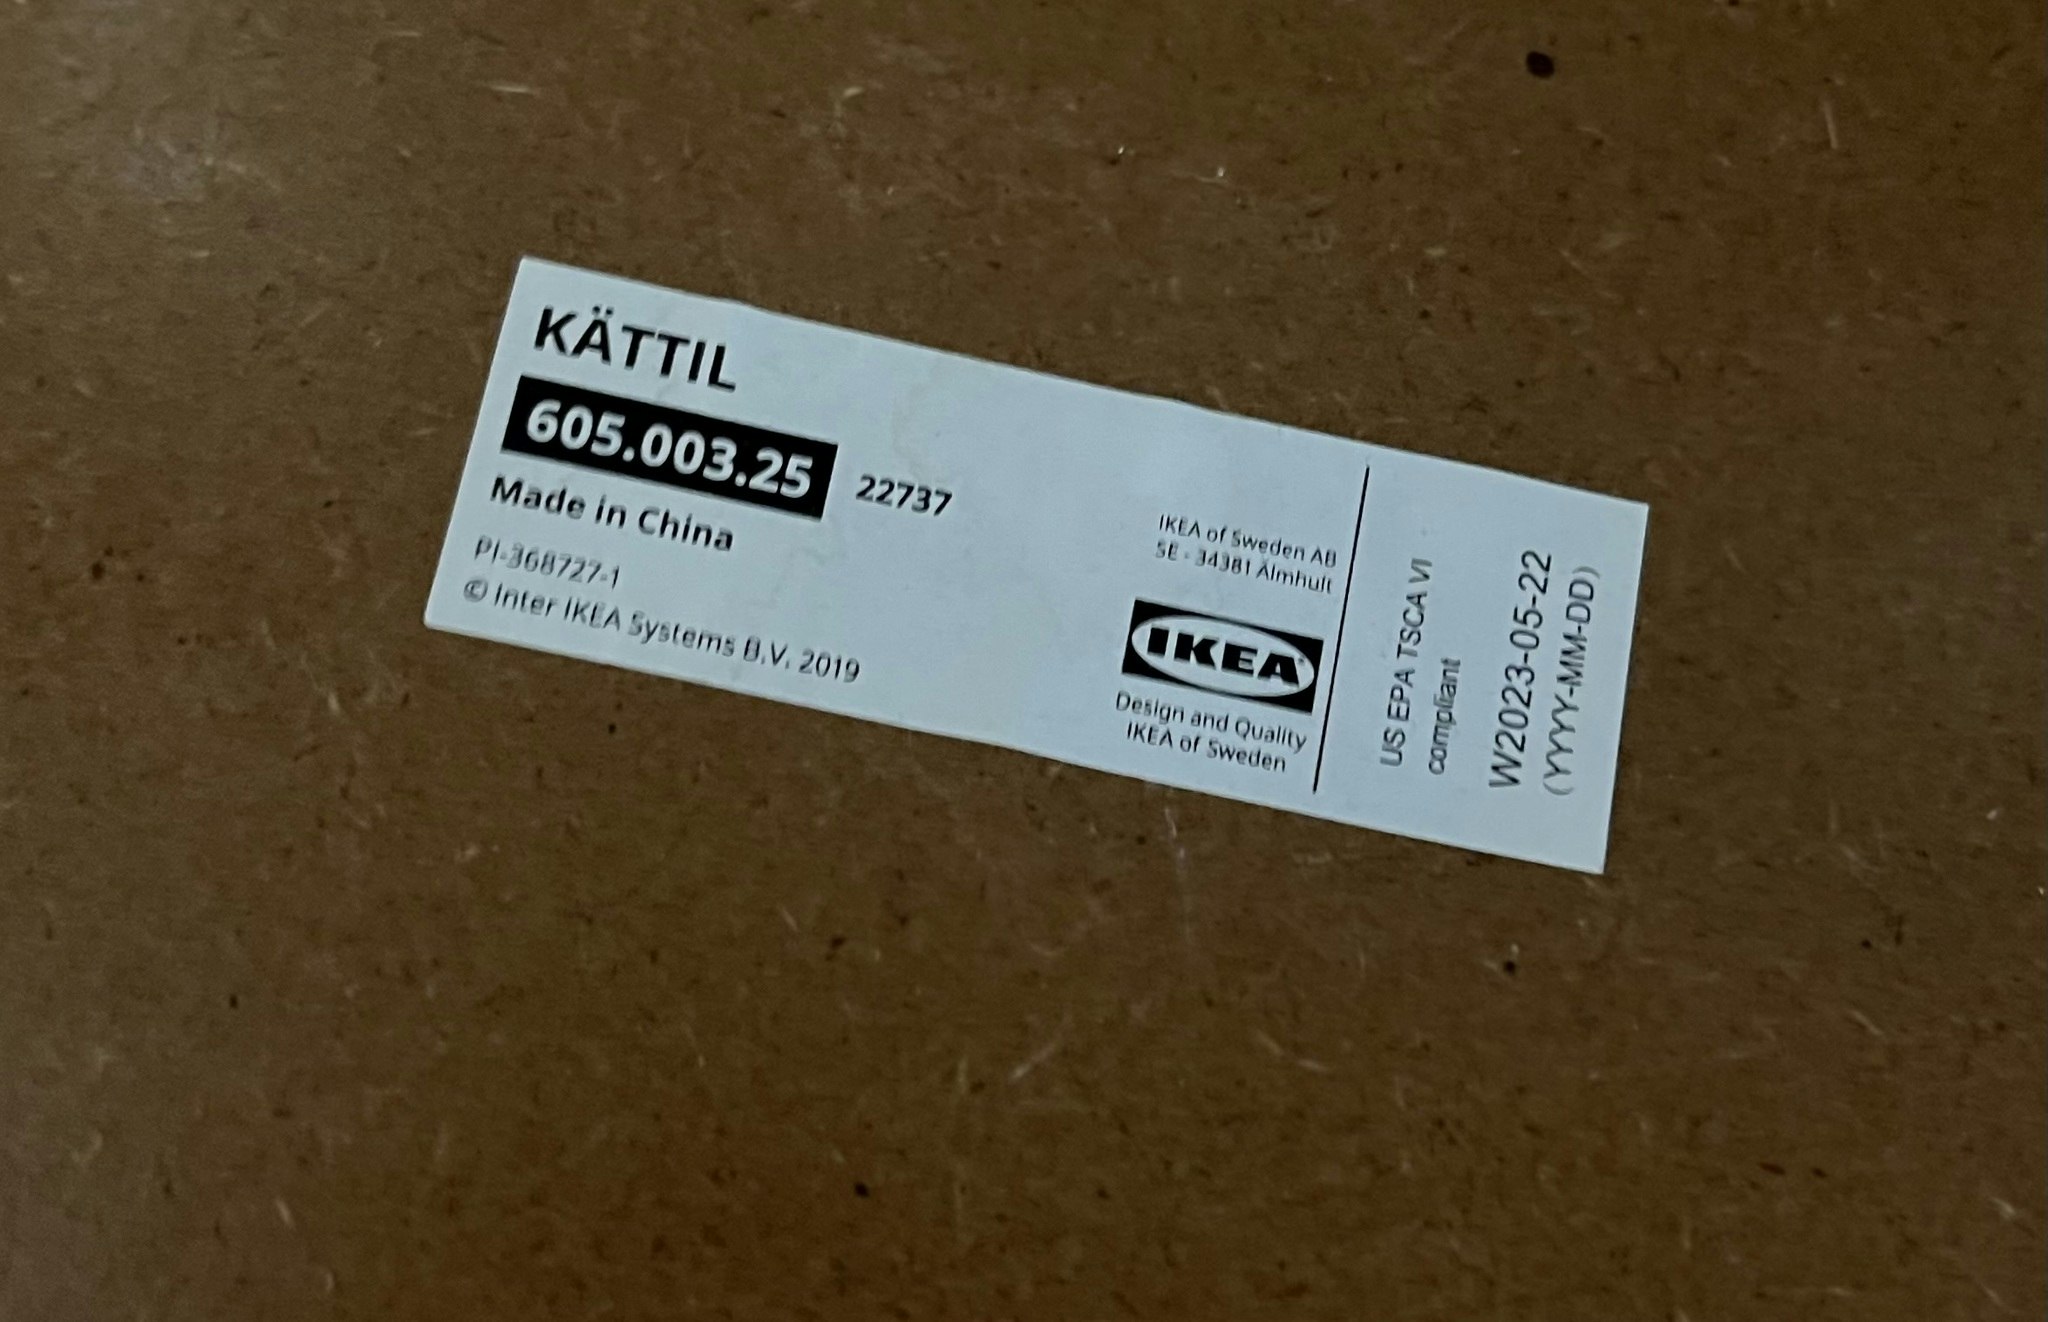 KÄTTIL
605.003.25 22737
Made in China
PI-368727-1
© Inter IKEA Systems B.V. 2019
IKEA of Sweden AB
SE - 34381 Älmhult
IKEA®
Design and Quality
IKEA of Sweden
US EPA TSCA VI
compliant
W2023-05-22
(YYYY-MM-DD)